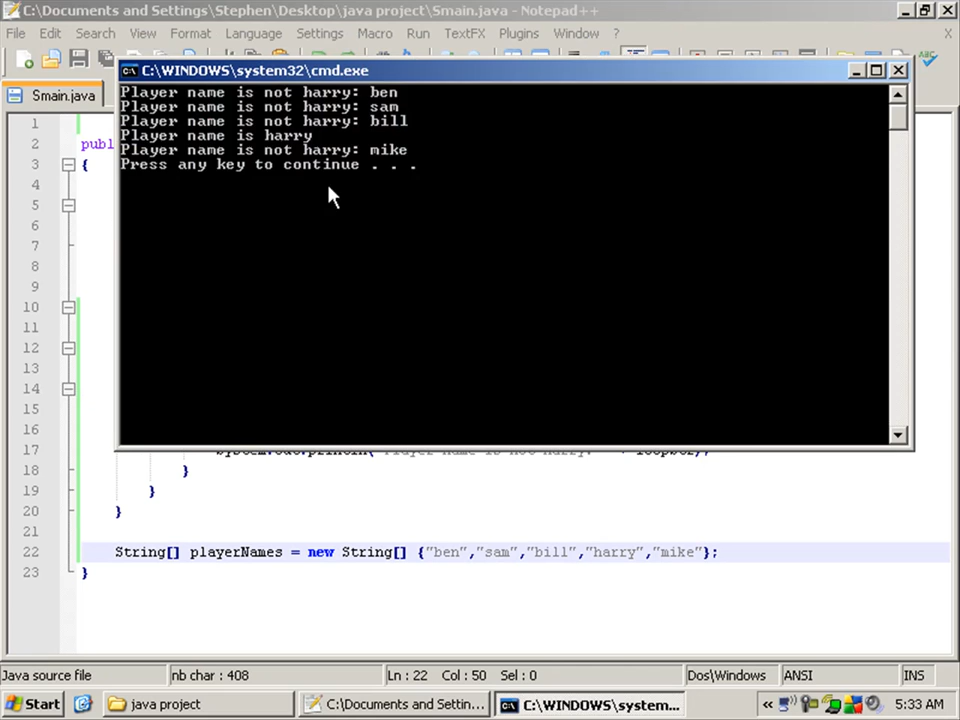 C:\Documents and Settings\Stephen\Desktop\java project\Smain.java - Notepad++
File Edit Search View Format Language Settings Macro Run TextFX Plugins Window ?
X
ABC
C:\WINDOWS\system32\cmd.exe
Smain.java
Player name is not harry: ben
Player name is not harry: sam
Player name is not harry: bill
Player name is harry
Player name is not harry: mike
Press any key to continue . . .
1
2 publ
3 {
4
5
6
7
8
9
10
11
12
13
14
15
16
17
18 }
19 }
20 }
21
22 String[] playerNames = new String[] {"ben","sam","bill","harry","mike"};
23 }
Java source file nb char : 408 Ln : 22 Col : 50 Sel : 0 Dos\Windows ANSI INS
Start java project C:\Documents and Settin... C:\WINDOWS\system... « 5:33 AM